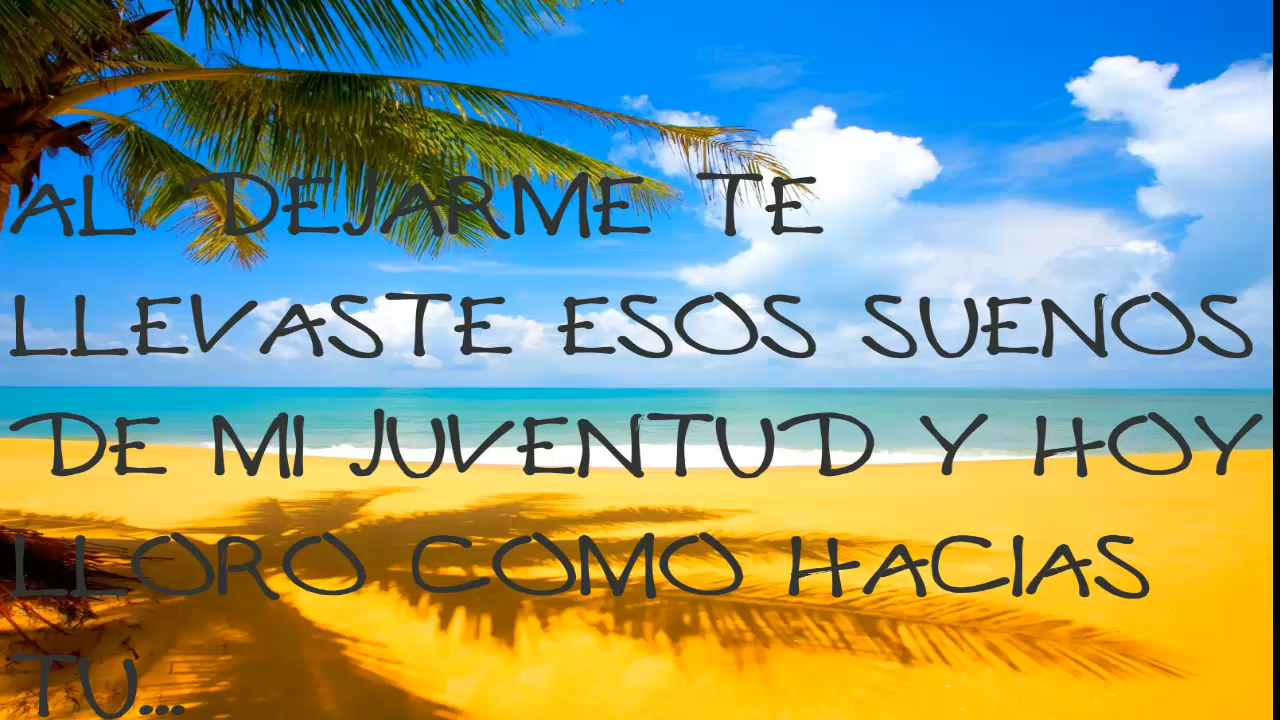 AL DEJARME TE
LLEVASTE ESOS SUENOS
DE MI JUVENTUD Y HOY
LLORO COMO HACIAS
TU....